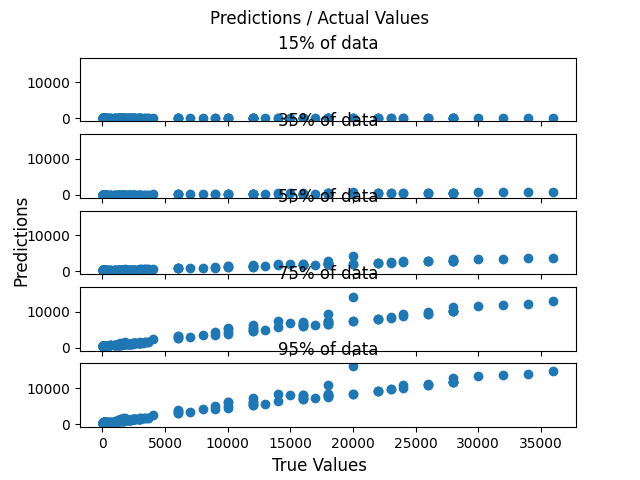 Predictions / Actual Values
15% of data
10000
0
35% of data
10000
0
55% of data
10000
0
75% of data
10000
0
95% of data
10000
0
0 5000 10000 15000 20000 25000 30000 35000
True Values
Predictions